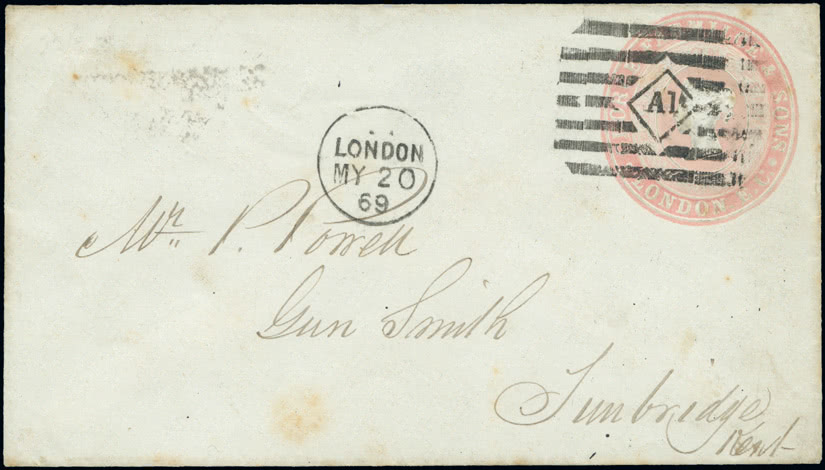 & SONS
LONDON
A1
LONDON
MY 20
69
Mr. P. Powell
Gun Smith
Tunbridge
Kent